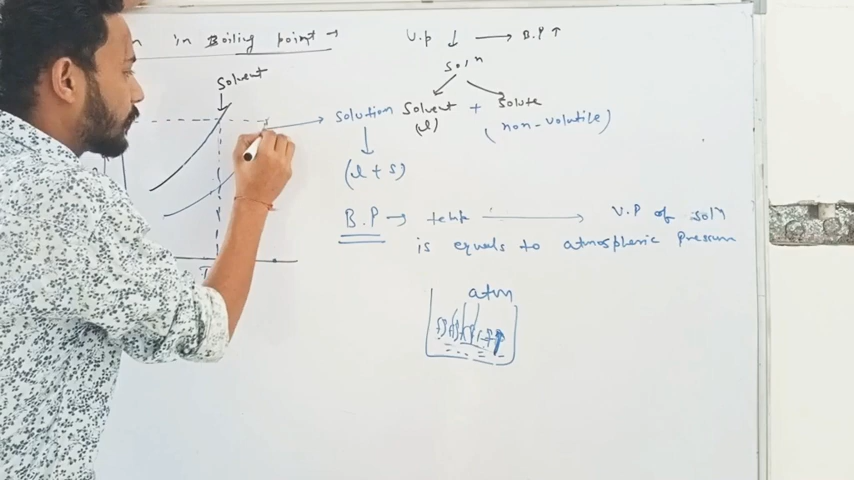 n in Boiling point →
V.p ↓ → B.P ↑
Solⁿ
Solvent + Solute
(l) (non-volatile)
Solvent
Solution
(l + s)
B.P → temp → V.P of solⁿ
is equals to atmospheric pressure
atm
T